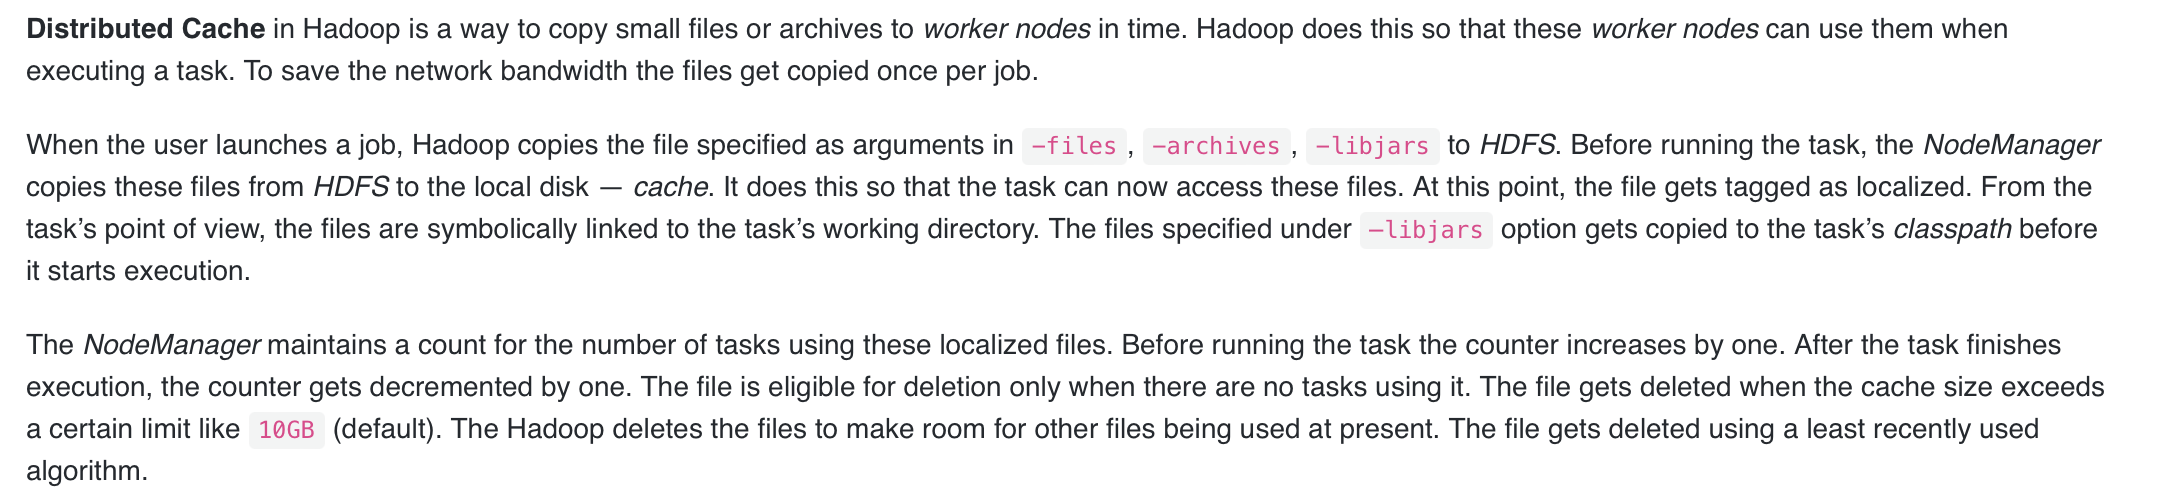 Distributed Cache in Hadoop is a way to copy small files or archives to worker nodes in time. Hadoop does this so that these worker nodes can use them when
executing a task. To save the network bandwidth the files get copied once per job.
When the user launches a job, Hadoop copies the file specified as arguments in –files , –archives , –libjars to HDFS. Before running the task, the NodeManager
copies these files from HDFS to the local disk — cache. It does this so that the task can now access these files. At this point, the file gets tagged as localized. From the
task’s point of view, the files are symbolically linked to the task’s working directory. The files specified under –libjars option gets copied to the task’s classpath before
it starts execution.
The NodeManager maintains a count for the number of tasks using these localized files. Before running the task the counter increases by one. After the task finishes
execution, the counter gets decremented by one. The file is eligible for deletion only when there are no tasks using it. The file gets deleted when the cache size exceeds
a certain limit like 10GB (default). The Hadoop deletes the files to make room for other files being used at present. The file gets deleted using a least recently used
algorithm.